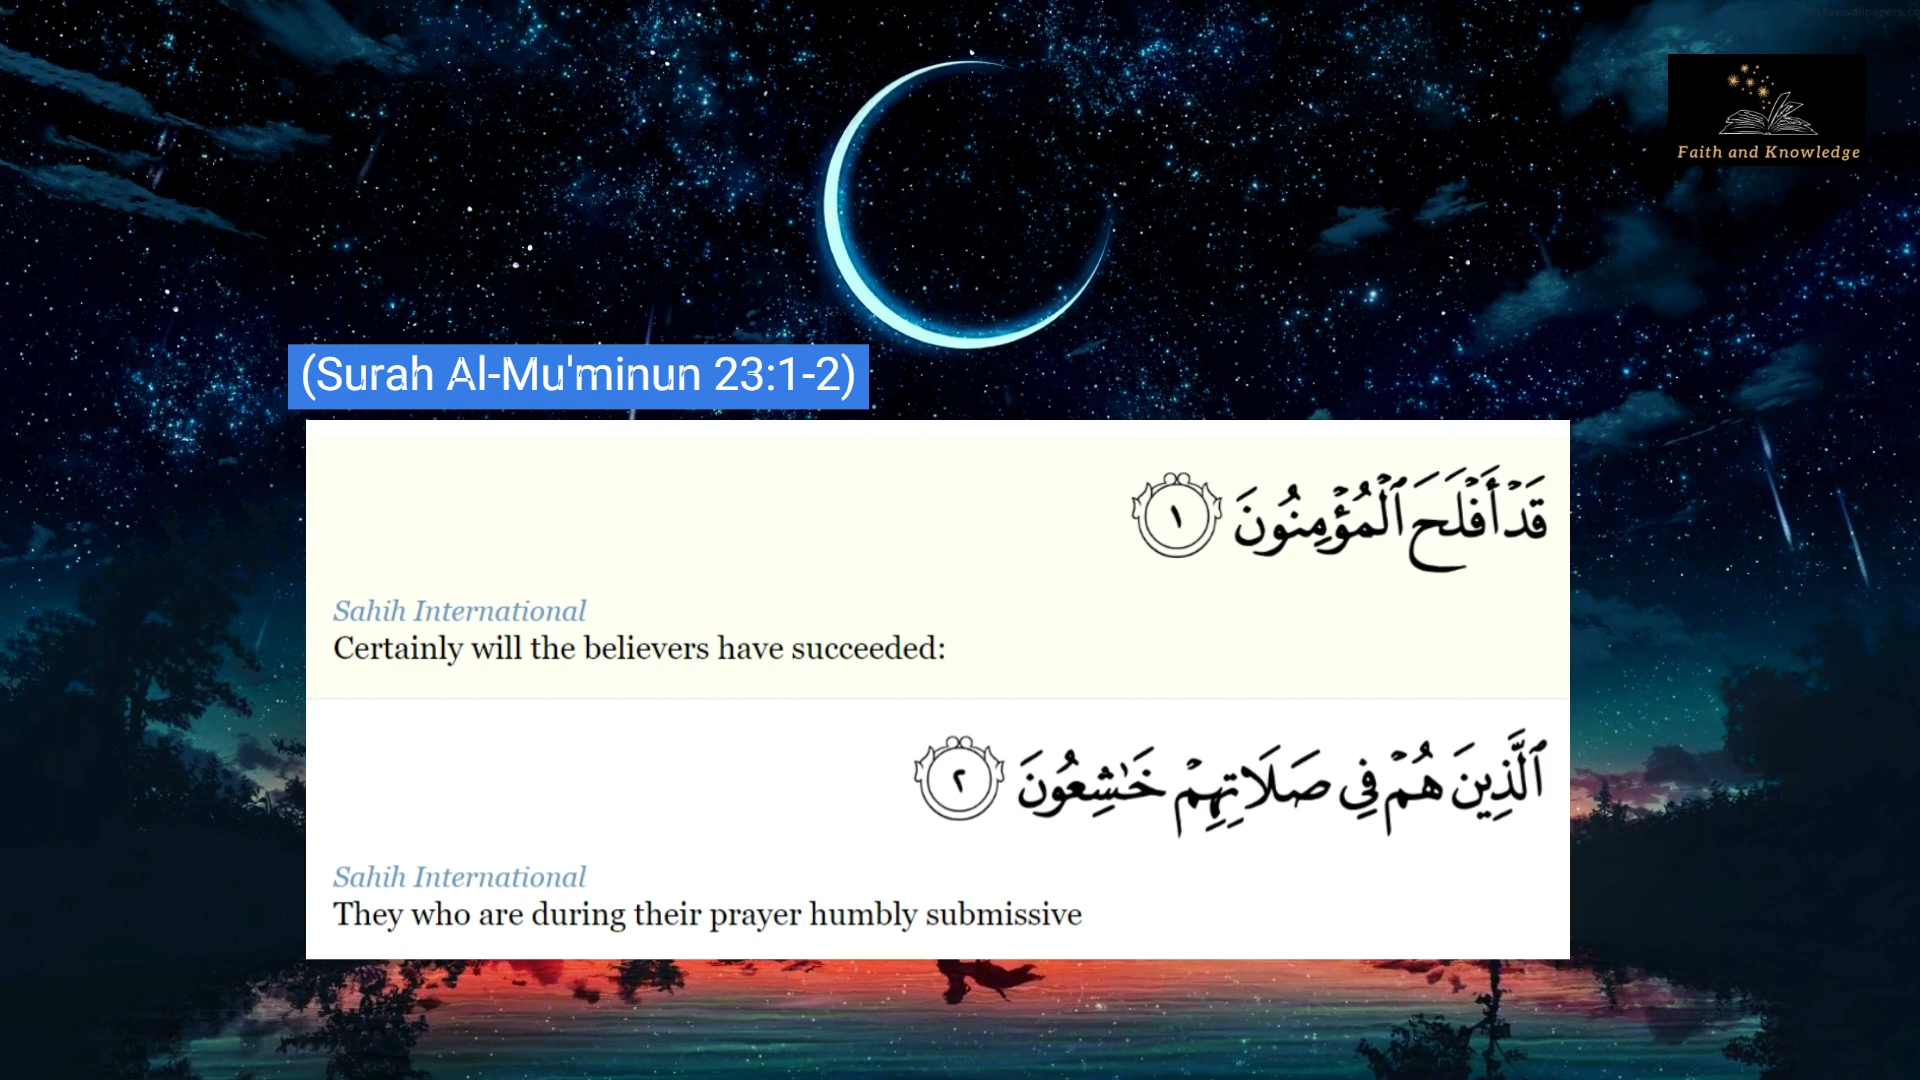 Faith and Knowledge
(Surah Al-Mu'minun 23:1-2)
قَدْ أَفْلَحَ ٱلْمُؤْمِنُونَ ١
Sahih International
Certainly will the believers have succeeded:
ٱلَّذِينَ هُمْ فِى صَلَاتِهِمْ خَـٰشِعُونَ ٢
Sahih International
They who are during their prayer humbly submissive